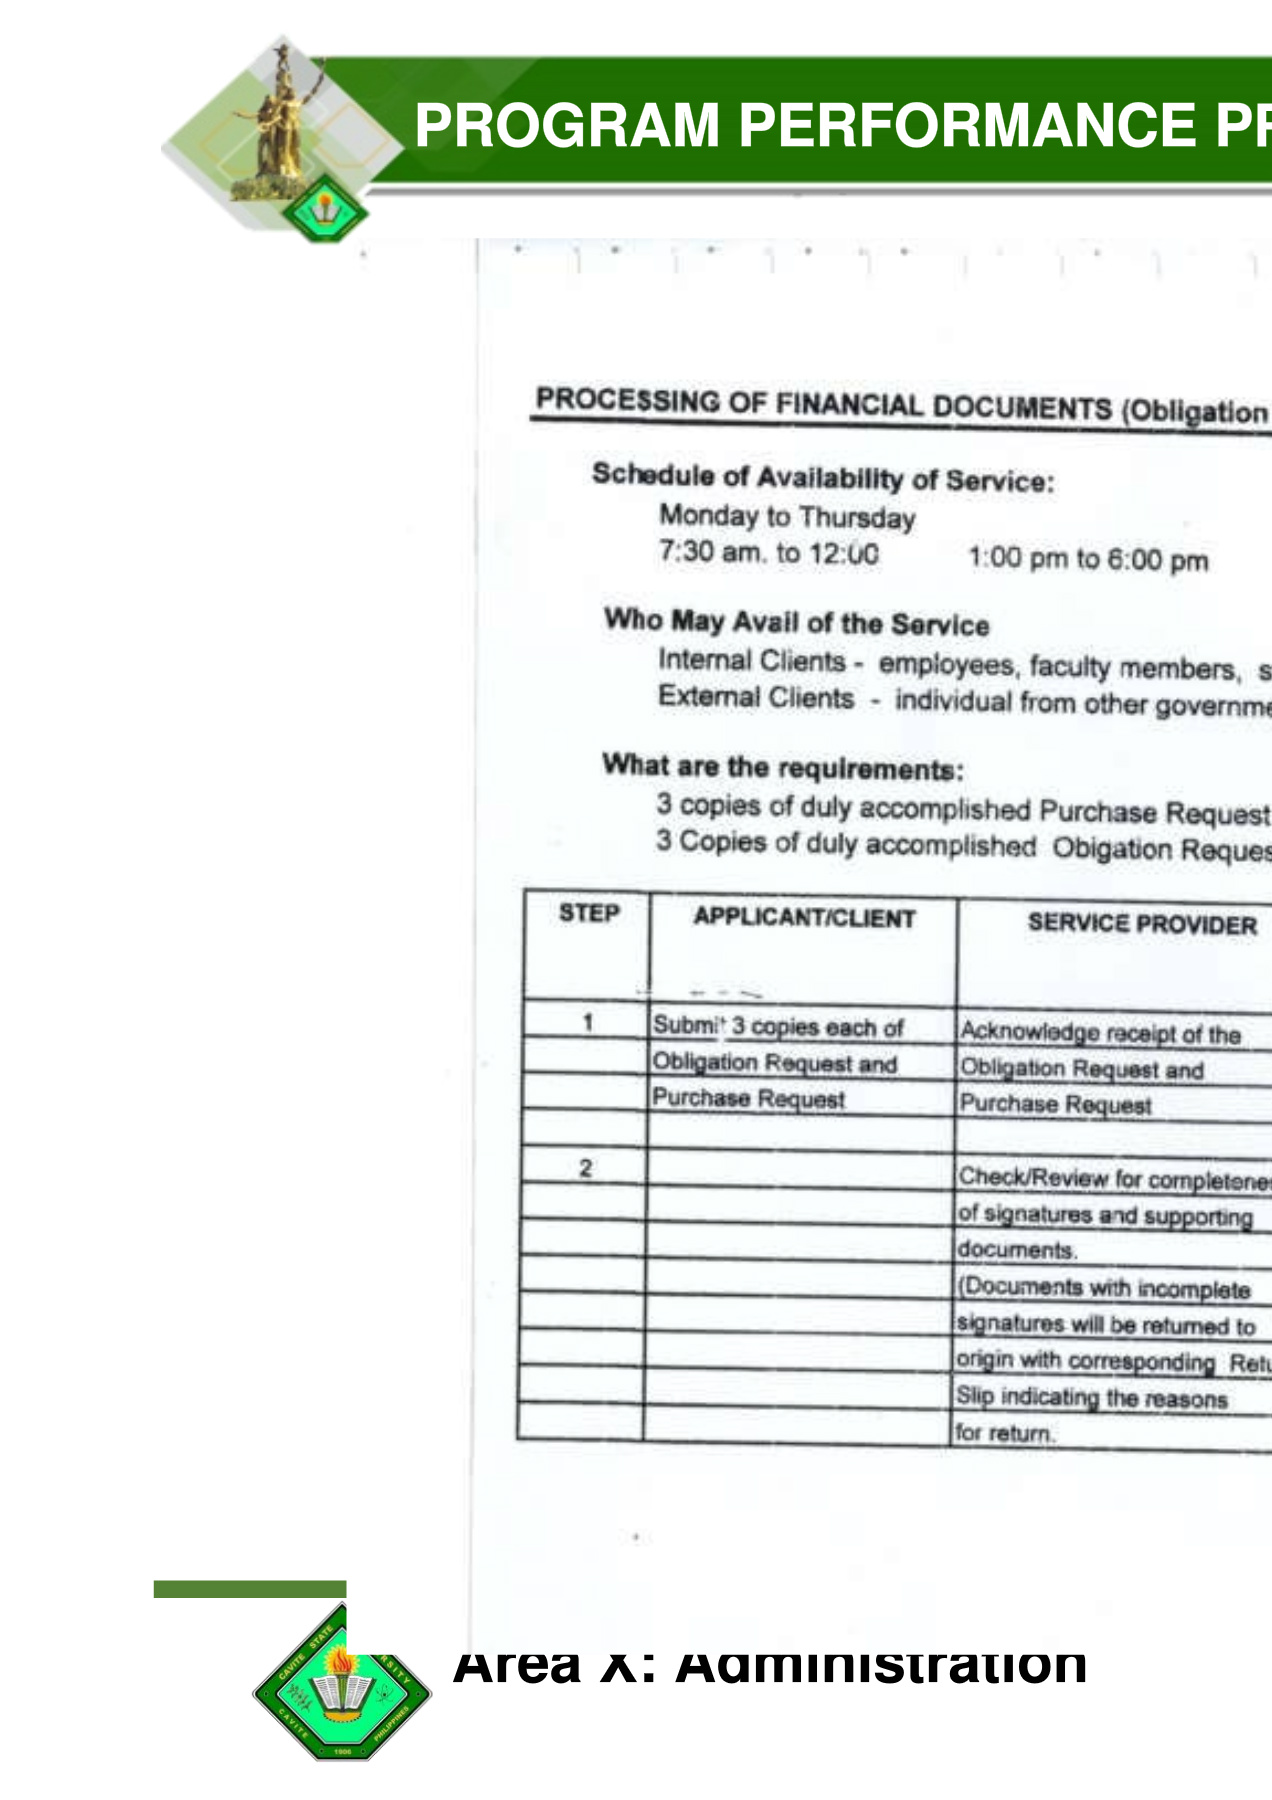 PROGRAM PERFORMANCE
PROCESSING OF FINANCIAL DOCUMENTS (Obligation
Schedule of Availability of Service:
Monday to Thursday
7:30 am. to 12:00 1:00 pm to 6:00 pm
Who May Avail of the Service
Internal Clients - employees, faculty members,
External Clients - individual from other
What are the requirements:
3 copies of duly accomplished Purchase Request
3 Copies of duly accomplished Obigation
STEP APPLICANT/CLIENT SERVICE PROVIDER
1 Submit 3 copies each of Acknowledge receipt of the
Obligation Request and Obligation Request and
Purchase Request Purchase Request
2 Check/Review for
of signatures and supporting
documents.
(Documents with incomplete
signatures will be returned to
origin with corresponding
Slip indicating the reasons
for return.
Area X: Administration
CAVITE STATE
CAVITE
PHILIPPINES
1906